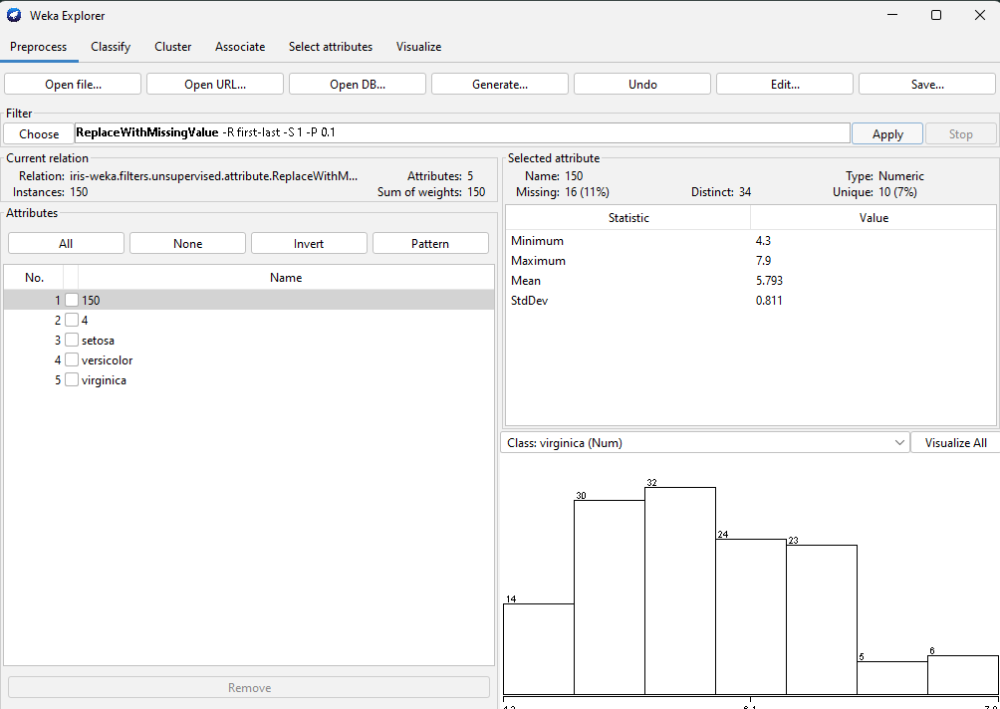 Weka Explorer
Preprocess Classify Cluster Associate Select attributes Visualize
Open file... Open URL... Open DB... Generate... Undo Edit... Save...
Filter
Choose ReplaceWithMissingValue -R first-last -S 1 -P 0.1 Apply Stop
Current relation
Relation: iris-weka.filters.unsupervised.attribute.ReplaceWithM... Attributes: 5
Instances: 150 Sum of weights: 150
Attributes
All None Invert Pattern
No. Name
1 150
2 4
3 setosa
4 versicolor
5 virginica
Remove
Selected attribute
Name: 150 Type: Numeric
Missing: 16 (11%) Distinct: 34 Unique: 10 (7%)
Statistic Value
Minimum 4.3
Maximum 7.9
Mean 5.793
StdDev 0.811
Class: virginica (Num) Visualize All
14 30 32 24 23 5 6